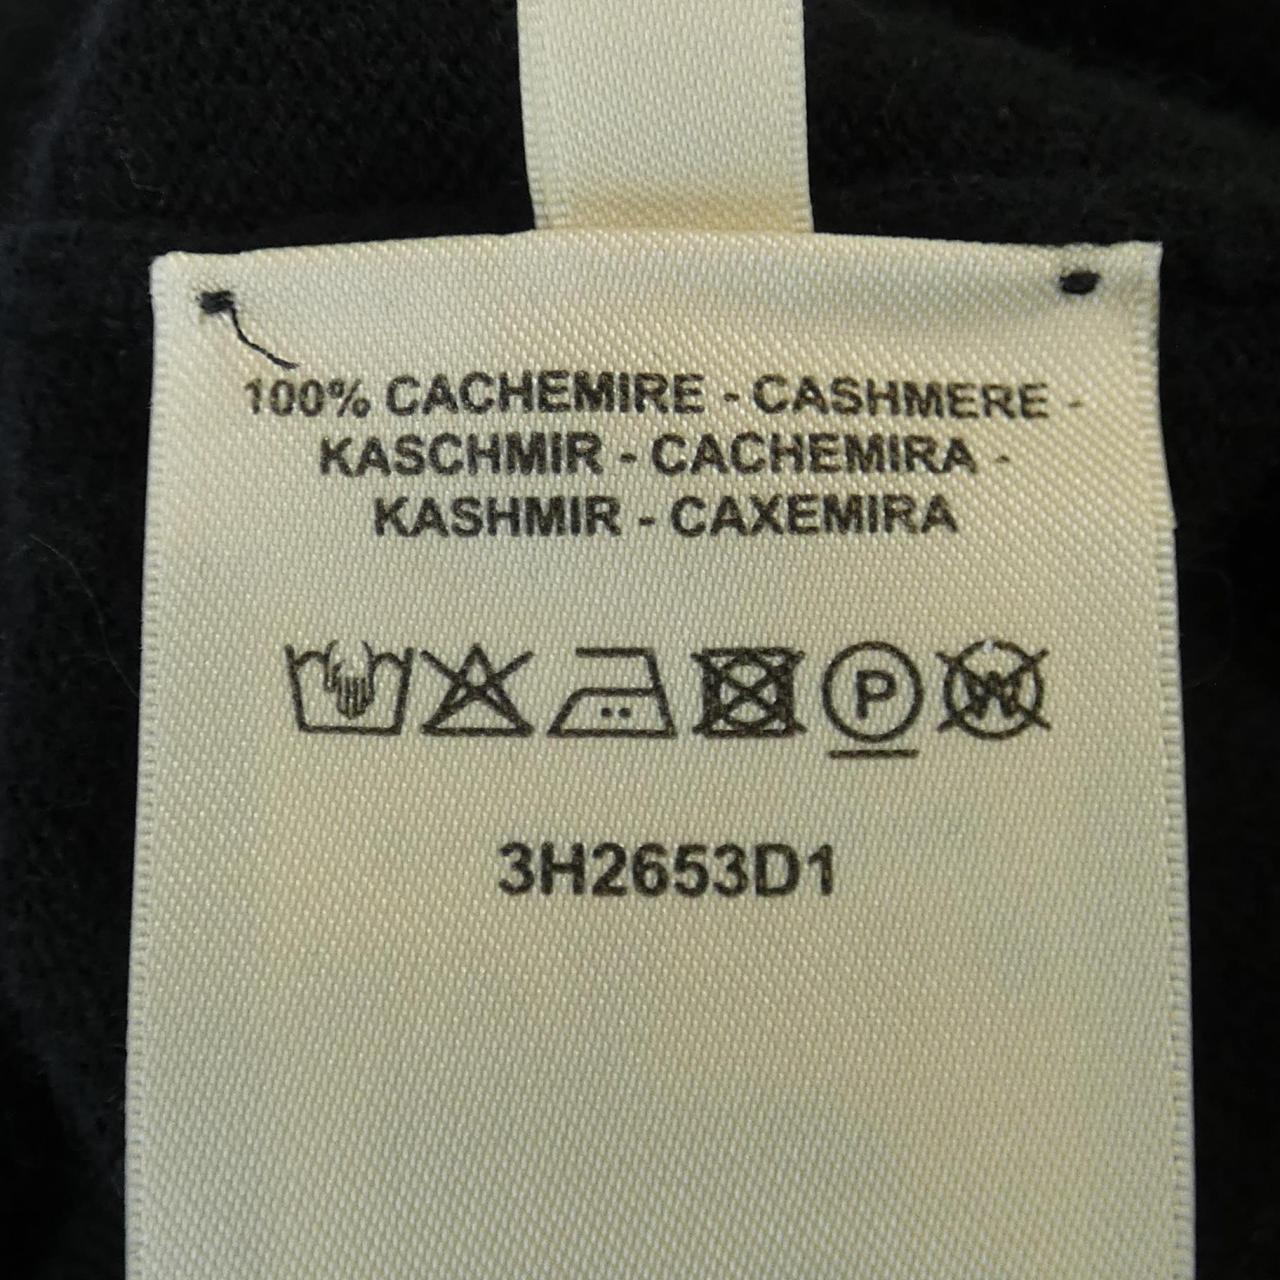 100% CACHEMIRE - CASHMERE -
KASCHMIR - CACHEMIRA -
KASHMIR - CAXEMIRA
P W
3H2653D1